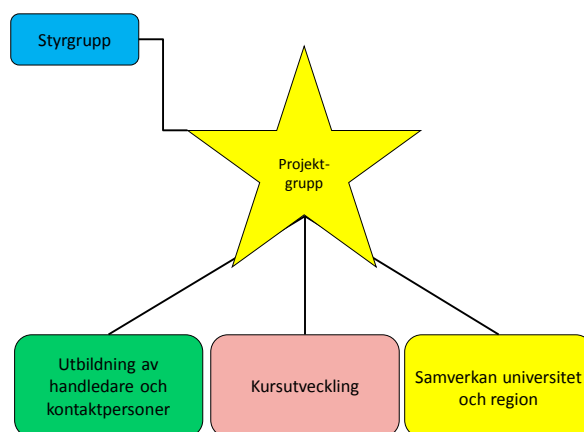 Styrgrupp
Projekt-
grupp
Utbildning av
handledare och
kontaktpersoner
Kursutveckling
Samverkan universitet
och region